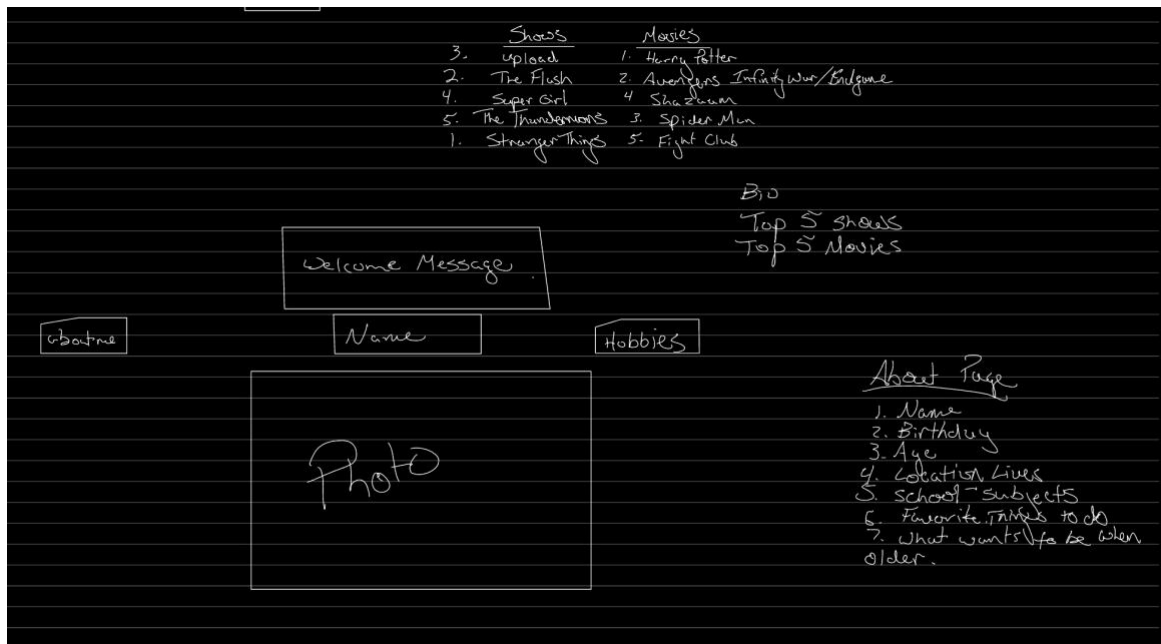 Shows
3. upload
2. The Flash
4. Super Girl
5. The Thundermans
1. Stranger Things
Movies
1. Harry Potter
2. Avengers Infinity War/Endgame
4 Shazaam
3. Spider Man
5. Fight Club
Bio
Top 5 shows
Top 5 Movies
Welcome Message
aboutme
Name
Hobbies
Photo
About Page
1. Name
2. Birthday
3. Age
4. Location Lives
5. School - subjects
6. Favorite Things to do
7. What wants to be when
older.